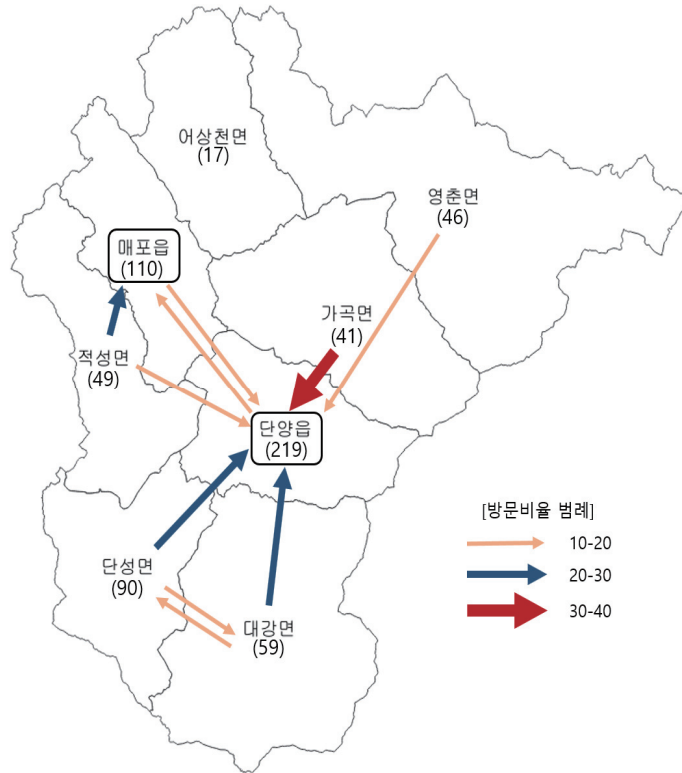 어상천면
(17)
영춘면
(46)
매포읍
(110)
가곡면
(41)
적성면
(49)
단양읍
(219)
[방문비율 범례]
10-20
20-30
30-40
단성면
(90)
대강면
(59)